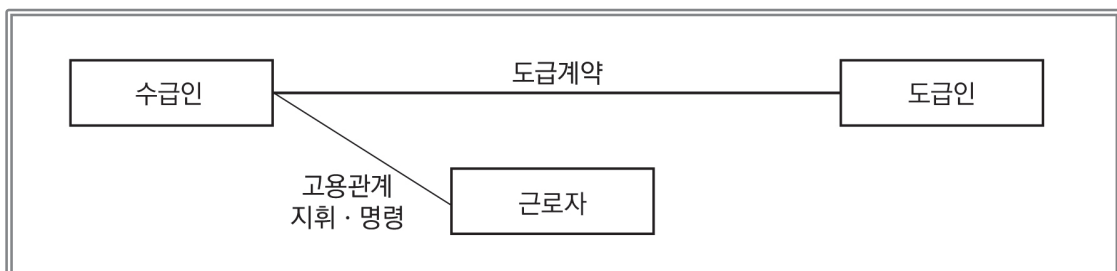 수급인
도급계약
도급인
고용관계
지휘 · 명령
근로자